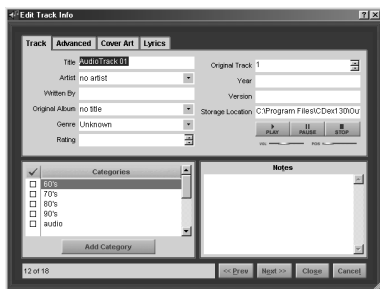 Edit Track Info
Track Advanced Cover Art Lyrics
Title AudioTrack 01
Artist no artist
Written By
Original Album no title
Genre Unknown
Rating
Original Track 1
Year
Version
Storage Location C:\Program Files\CDex130\Ou
PLAY PAUSE STOP
VOL
Categories
60's
70's
80's
90's
audio
Add Category
Notes
12 of 18
<< Prev Next >> Close Cancel